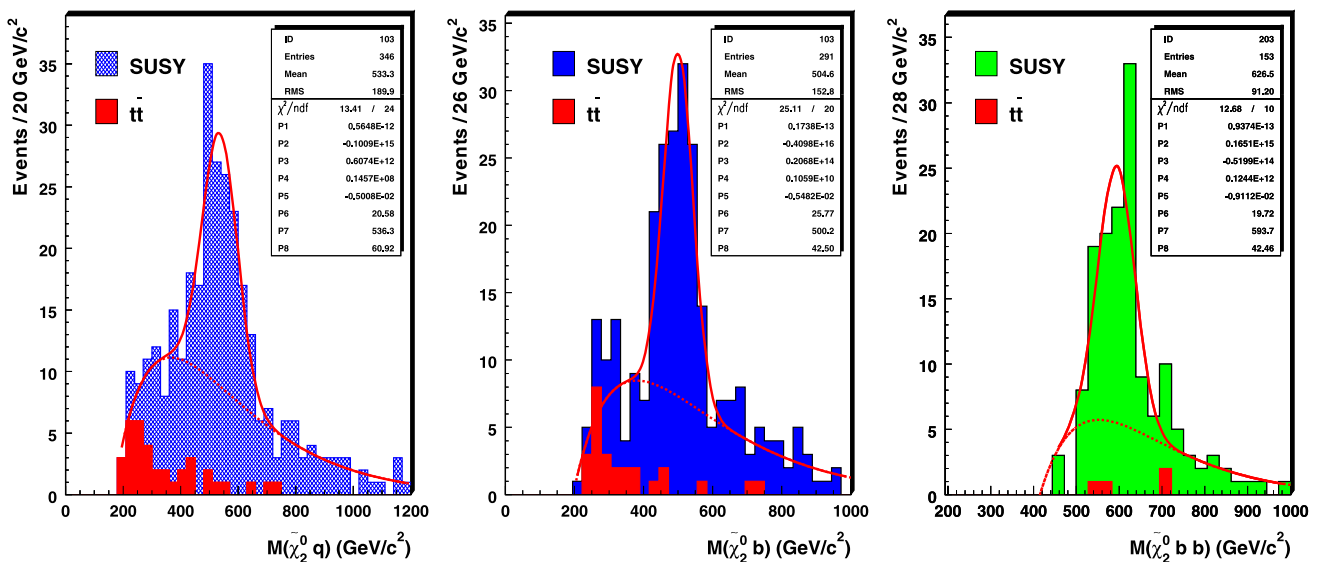 Events / 20 GeV/c²
35
30
25
20
15
10
5
0
0 200 400 600 800 1000 1200
M(χ̃₂⁰ q) (GeV/c²)
SUSY
tt̄
ID 103
Entries 346
Mean 533.3
RMS 189.9
χ²/ndf 13.41 / 24
P1 0.5648E-12
P2 -0.1009E+15
P3 0.6074E+12
P4 0.1457E+08
P5 -0.5008E-02
P6 20.58
P7 536.3
P8 60.92
Events / 26 GeV/c²
35
30
25
20
15
10
5
0
0 200 400 600 800 1000
M(χ̃₂⁰ b) (GeV/c²)
SUSY
tt̄
ID 103
Entries 291
Mean 504.6
RMS 152.8
χ²/ndf 25.11 / 20
P1 0.1738E-13
P2 -0.4098E+16
P3 0.2068E+14
P4 0.1059E+10
P5 -0.5482E-02
P6 25.77
P7 500.2
P8 42.50
Events / 28 GeV/c²
35
30
25
20
15
10
5
0
200 300 400 500 600 700 800 900 1000
M(χ̃₂⁰ b b) (GeV/c²)
SUSY
tt̄
ID 203
Entries 153
Mean 626.5
RMS 91.20
χ²/ndf 12.68 / 10
P1 0.9374E-13
P2 0.1651E+15
P3 -0.5199E+14
P4 0.1244E+12
P5 -0.9112E-02
P6 19.72
P7 593.7
P8 42.46